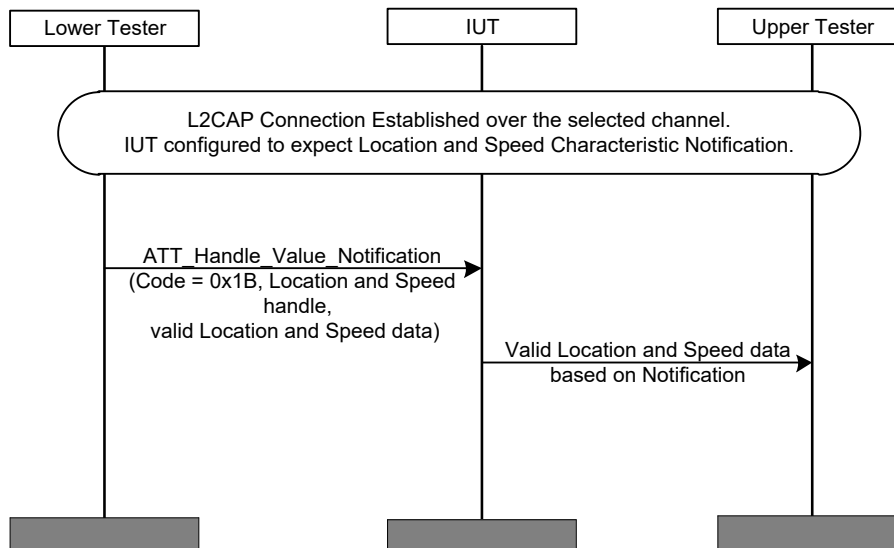 Lower Tester
IUT
Upper Tester
L2CAP Connection Established over the selected channel.
IUT configured to expect Location and Speed Characteristic Notification.
ATT_Handle_Value_Notification
(Code = 0x1B, Location and Speed
handle,
valid Location and Speed data)
Valid Location and Speed data
based on Notification